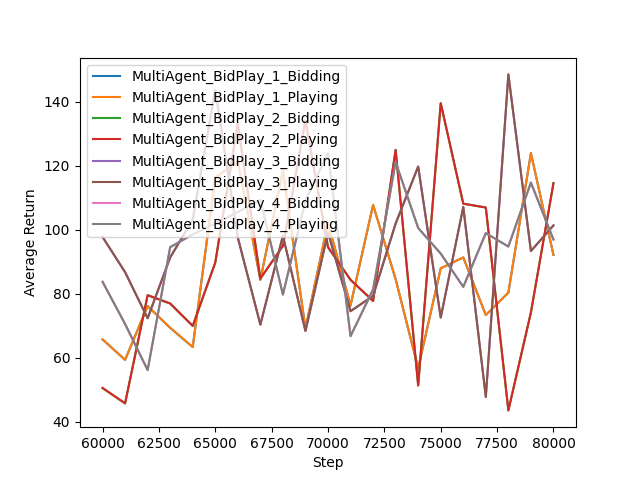 MultiAgent_BidPlay_1_Bidding
MultiAgent_BidPlay_1_Playing
MultiAgent_BidPlay_2_Bidding
MultiAgent_BidPlay_2_Playing
MultiAgent_BidPlay_3_Bidding
MultiAgent_BidPlay_3_Playing
MultiAgent_BidPlay_4_Bidding
MultiAgent_BidPlay_4_Playing
140
120
100
80
60
40
Average Return
60000 62500 65000 67500 70000 72500 75000 77500 80000
Step